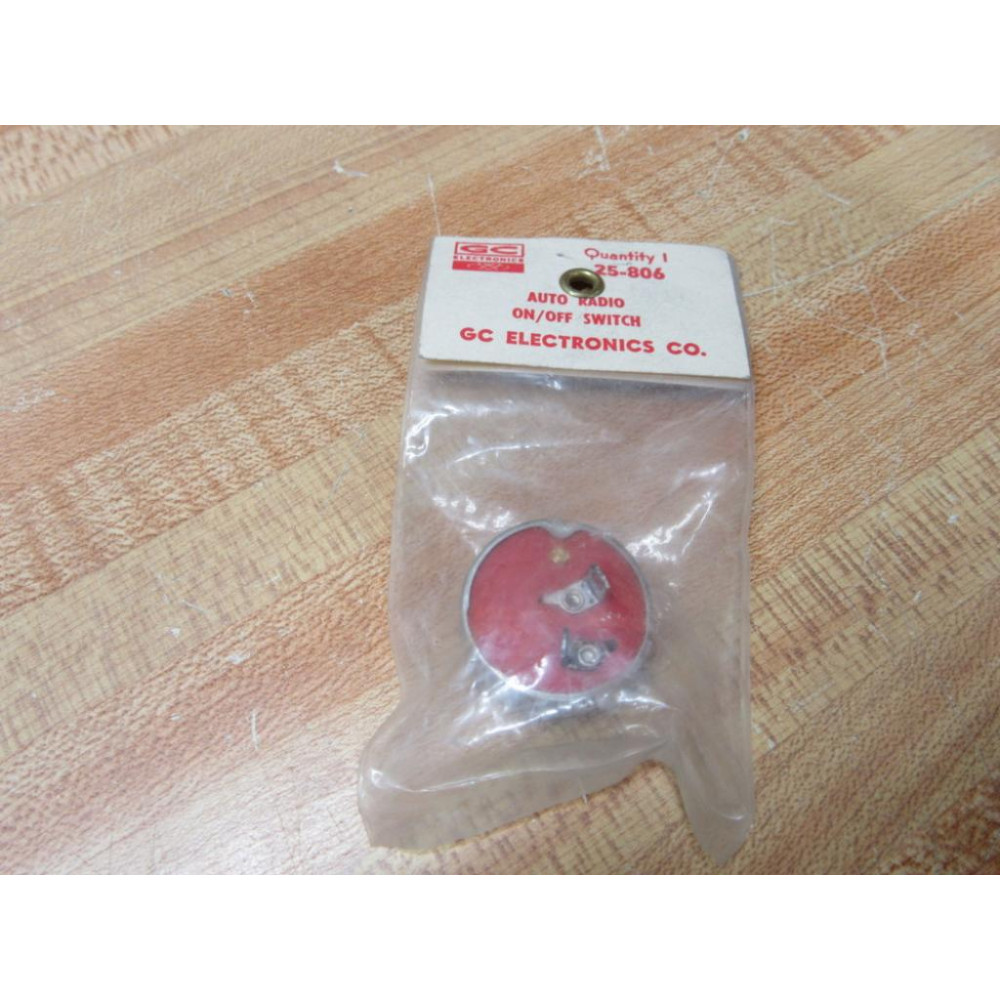 GC
ELECTRONICS
Quantity 1
25-806
AUTO RADIO
ON/OFF SWITCH
GC ELECTRONICS CO.